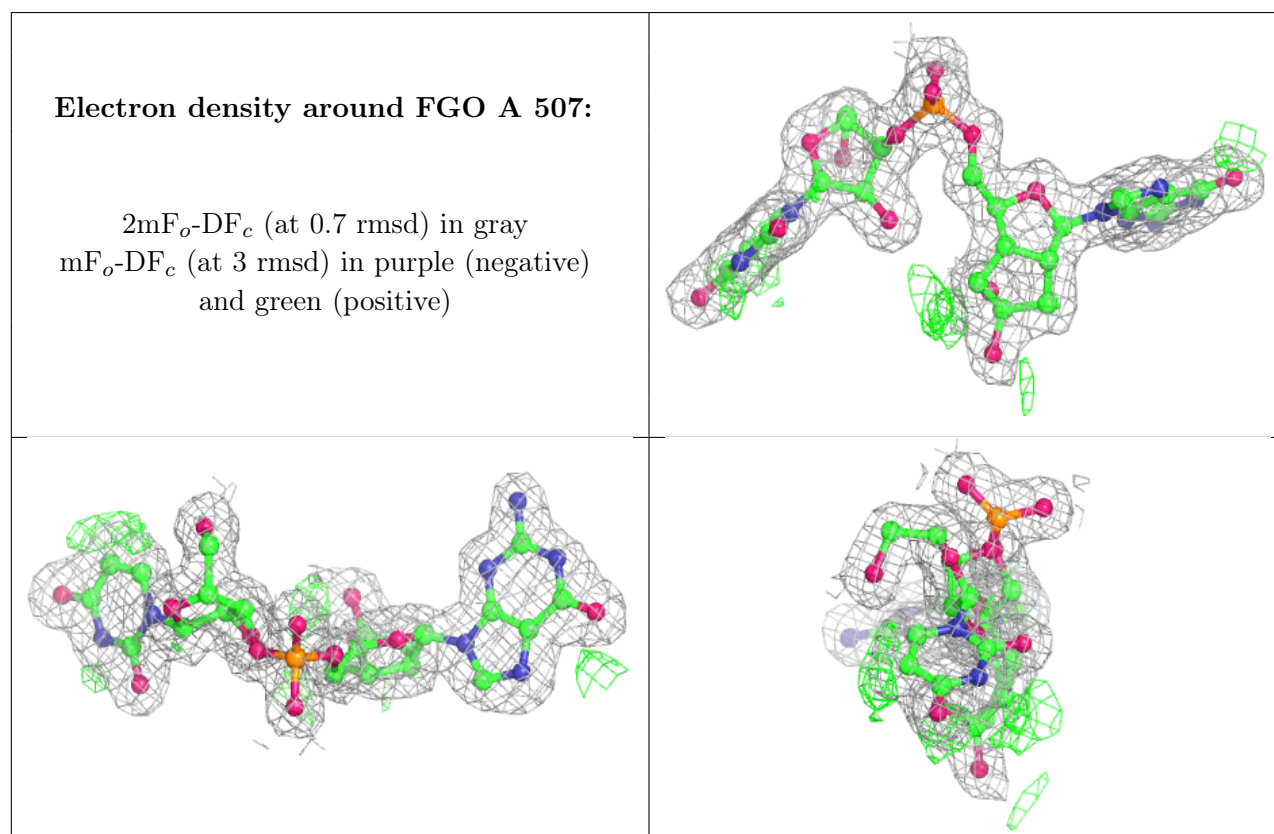 Electron density around FGO A 507:
2mFo-DFc (at 0.7 rmsd) in gray
mFo-DFc (at 3 rmsd) in purple (negative)
and green (positive)